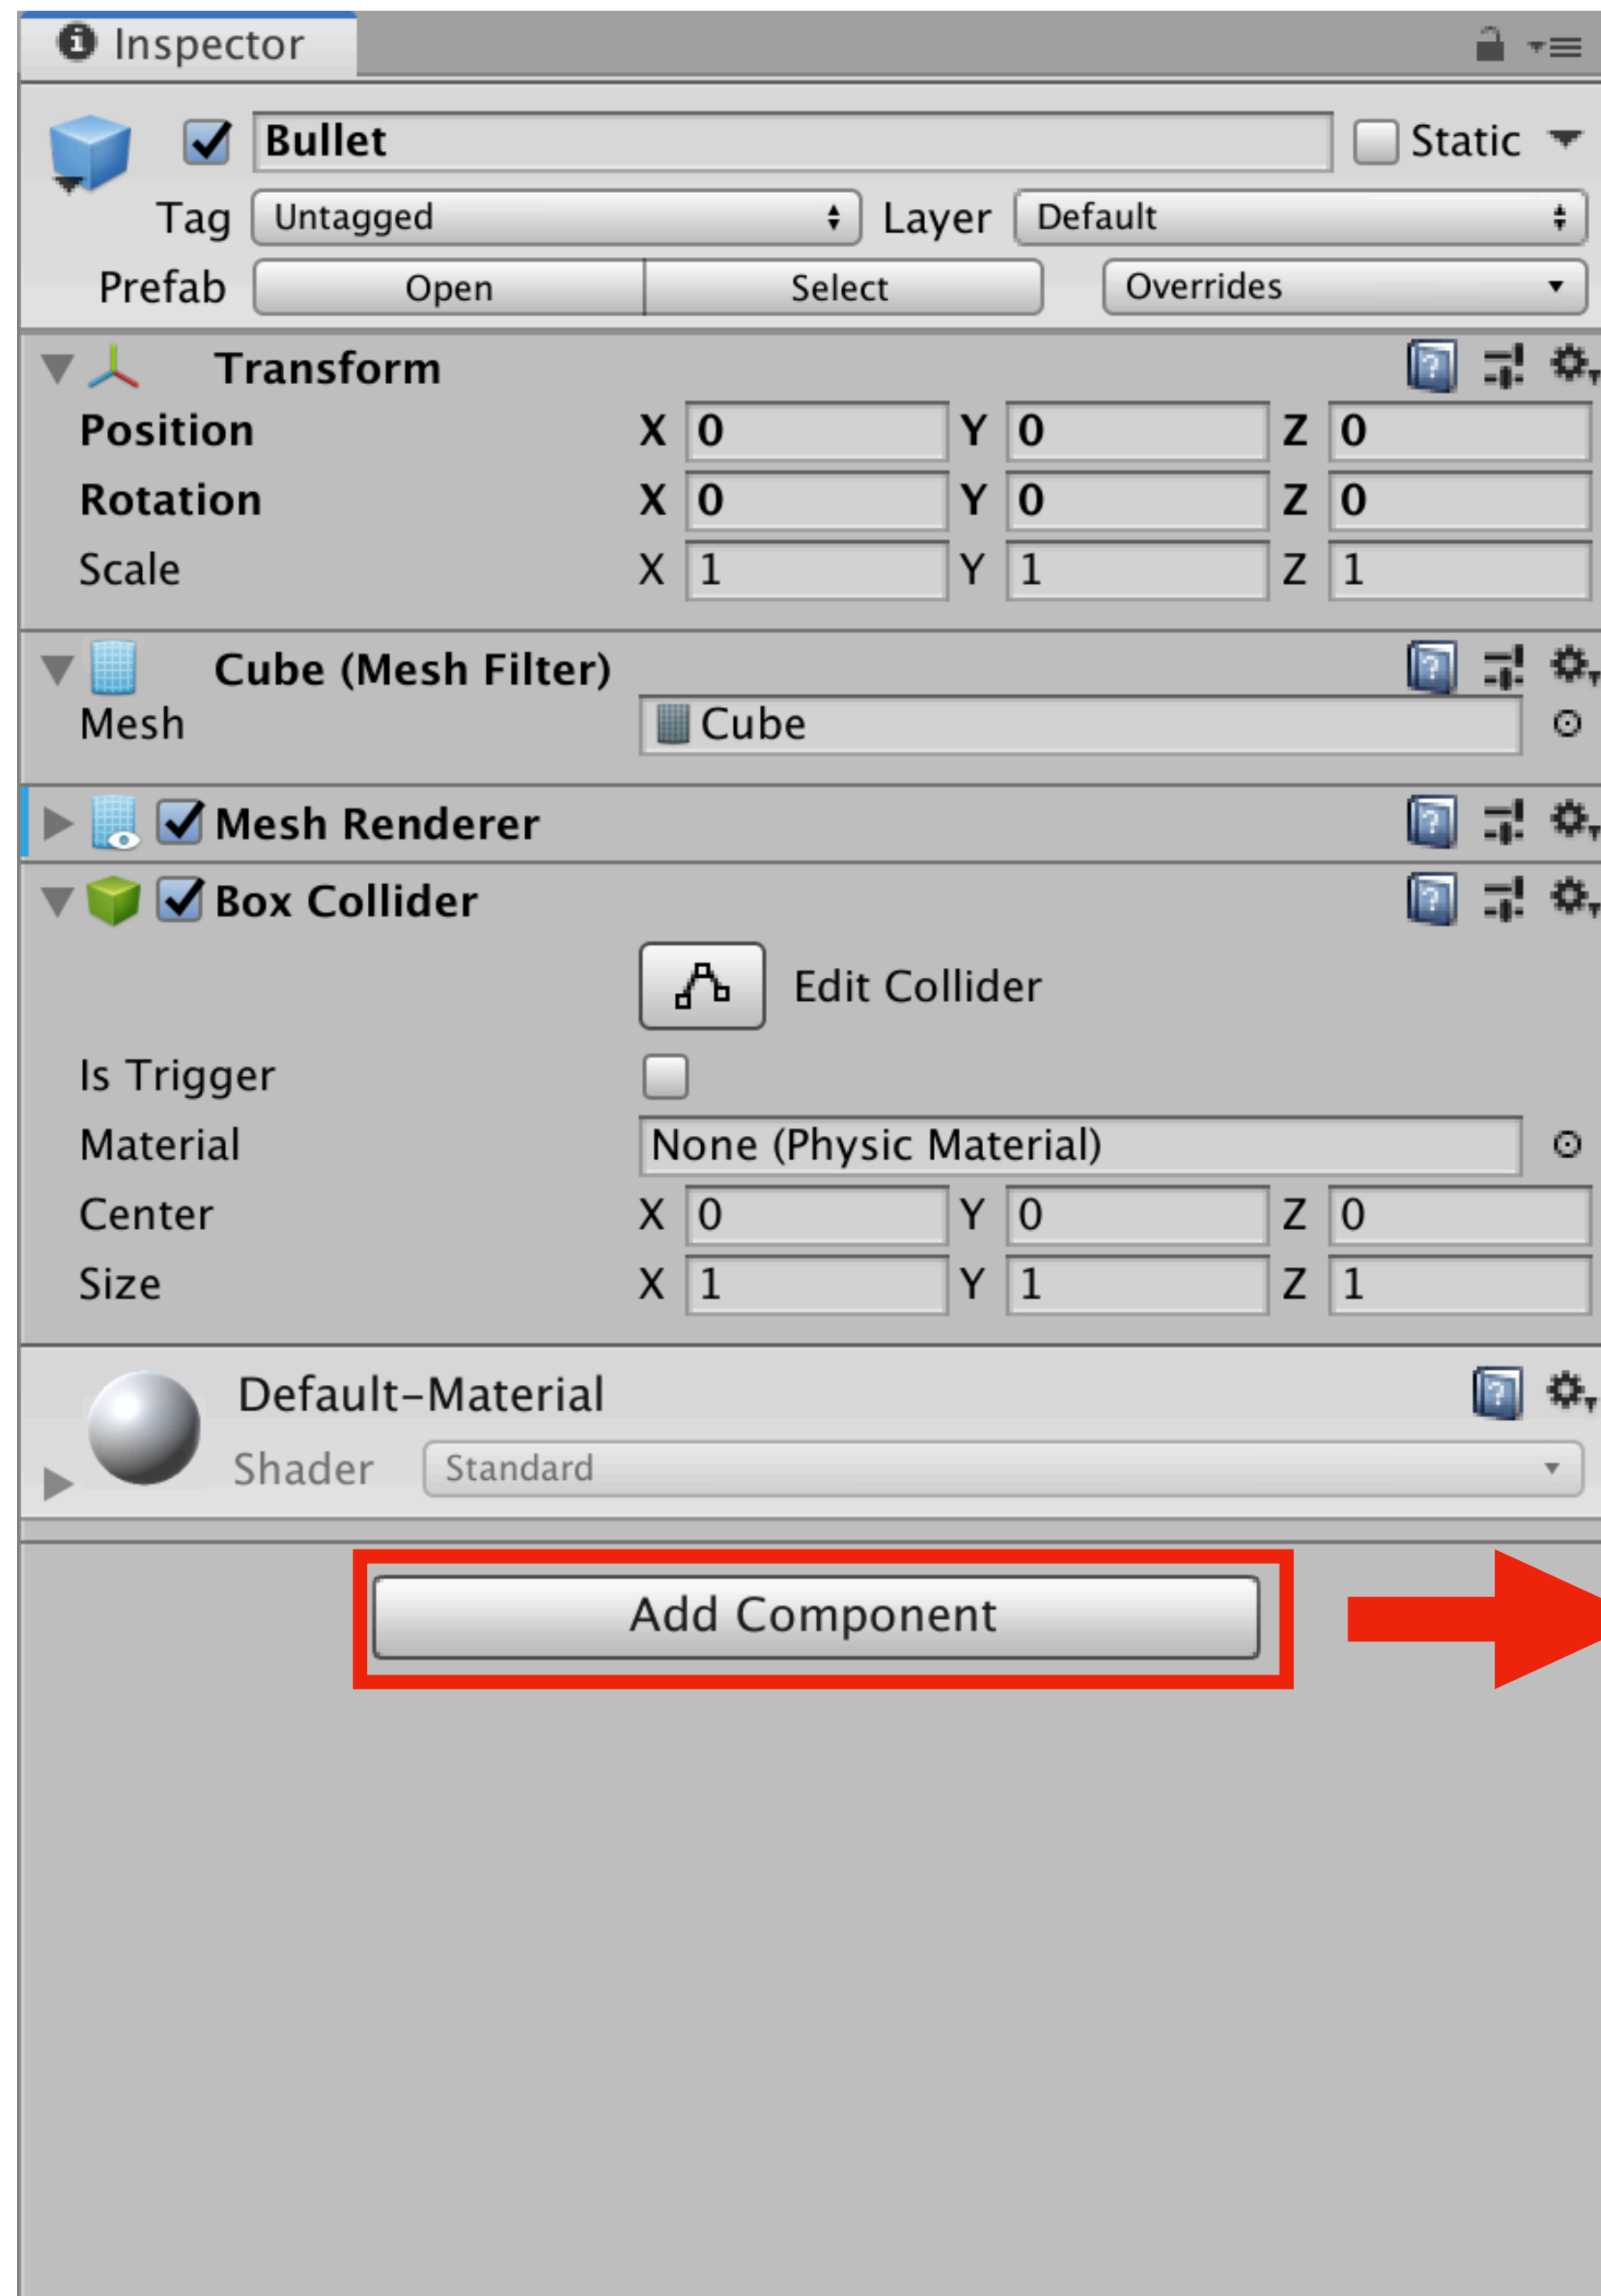 Inspector
Bullet Static
Tag Untagged Layer Default
Prefab Open Select Overrides
Transform
Position X 0 Y 0 Z 0
Rotation X 0 Y 0 Z 0
Scale X 1 Y 1 Z 1
Cube (Mesh Filter)
Mesh Cube
Mesh Renderer
Box Collider
Edit Collider
Is Trigger
Material None (Physic Material)
Center X 0 Y 0 Z 0
Size X 1 Y 1 Z 1
Default-Material
Shader Standard
Add Component